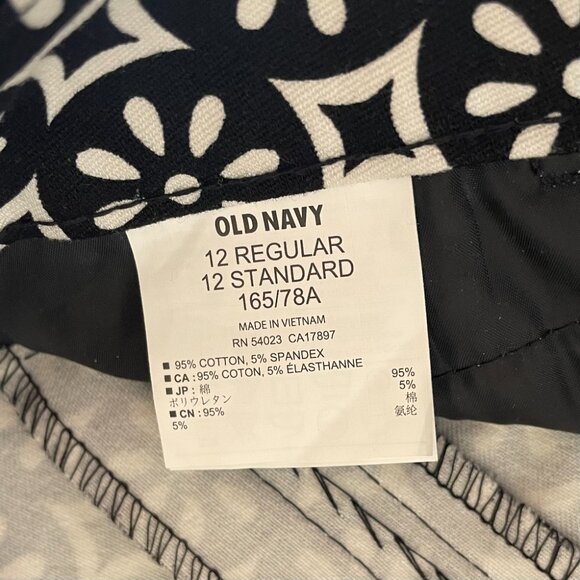 OLD NAVY
12 REGULAR
12 STANDARD
165/78A
MADE IN VIETNAM
RN 54023 CA17897
■ 95% COTTON, 5% SPANDEX
■ CA : 95% COTON, 5% ÉLASTHANNE
■ JP : 綿 95%
ポリウレタン 5%
■ CN : 95% 棉
5% 氨纶